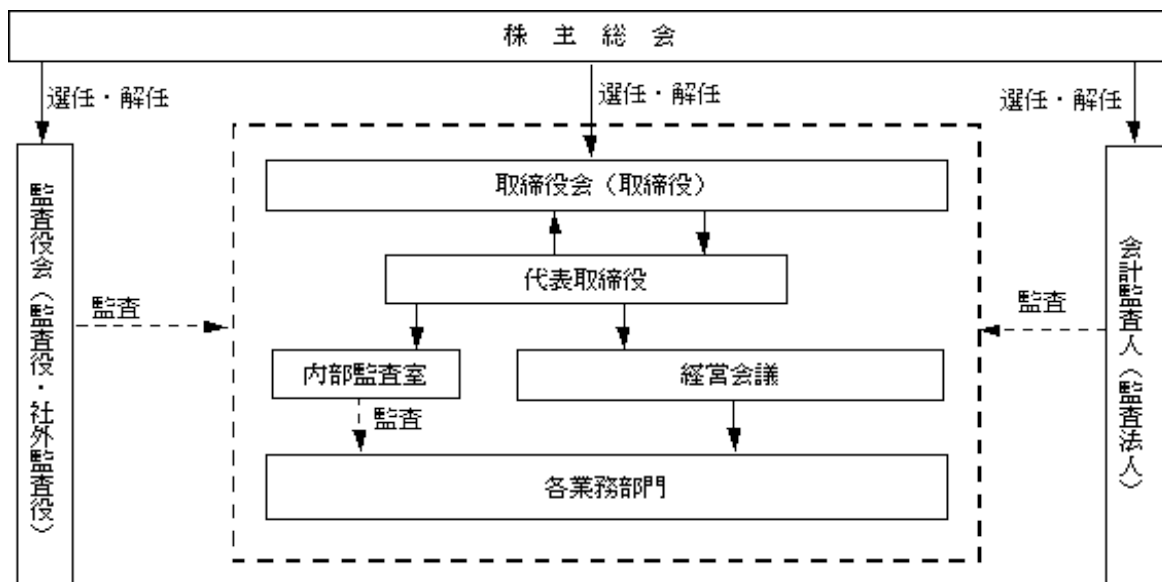 株主総会
選任・解任
選任・解任
選任・解任
取締役会（取締役）
代表取締役
監査役会（監査役・社外監査役）
監査
監査
会計監査人（監査法人）
内部監査室
経営会議
監査
各業務部門